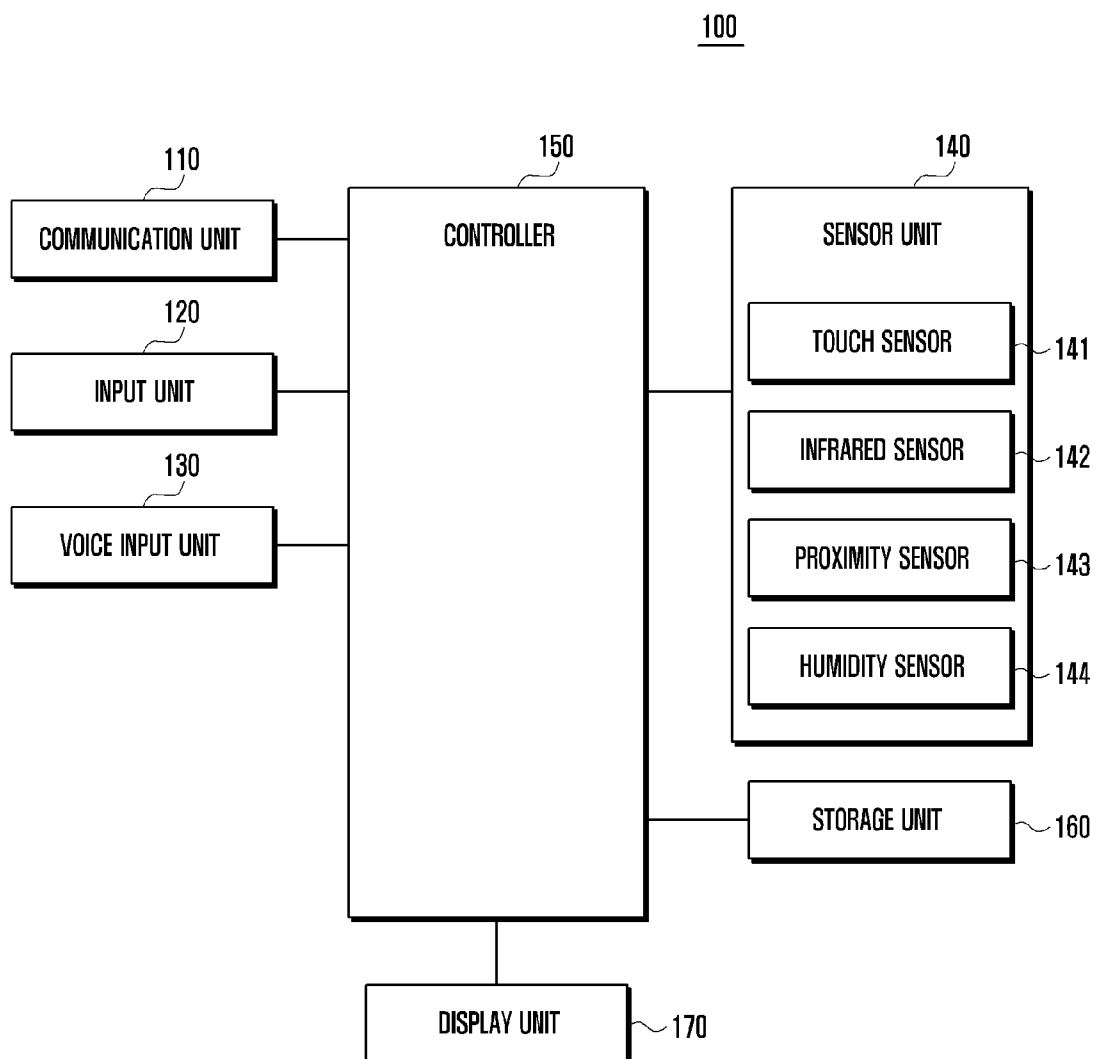 100
110
150
140
COMMUNICATION UNIT
CONTROLLER
SENSOR UNIT
120
TOUCH SENSOR
141
INPUT UNIT
INFRARED SENSOR
142
130
VOICE INPUT UNIT
PROXIMITY SENSOR
143
HUMIDITY SENSOR
144
STORAGE UNIT
160
DISPLAY UNIT
170